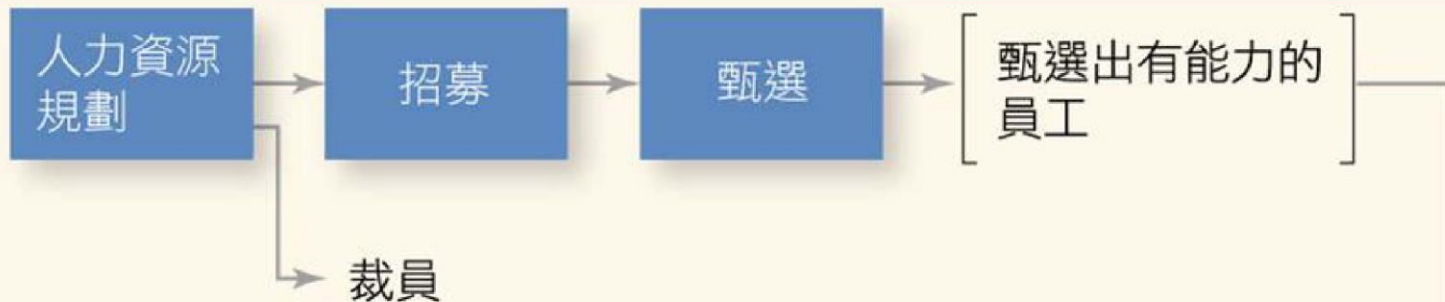 人力資源
規劃
招募
甄選
甄選出有能力的
員工
裁員